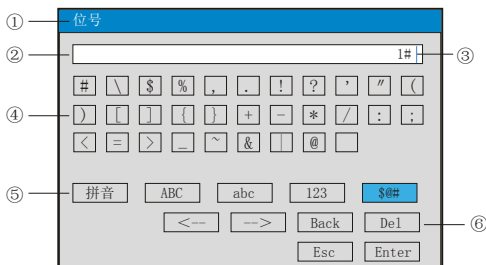 ① 位号
② 1# ③
# \ $ % , . ! ? ' " (
④ ) [ ] { } + - * / : ;
< = > _ ~ & | @
⑤ 拼音 ABC abc 123 $@#
<-- --> Back Del ⑥
Esc Enter